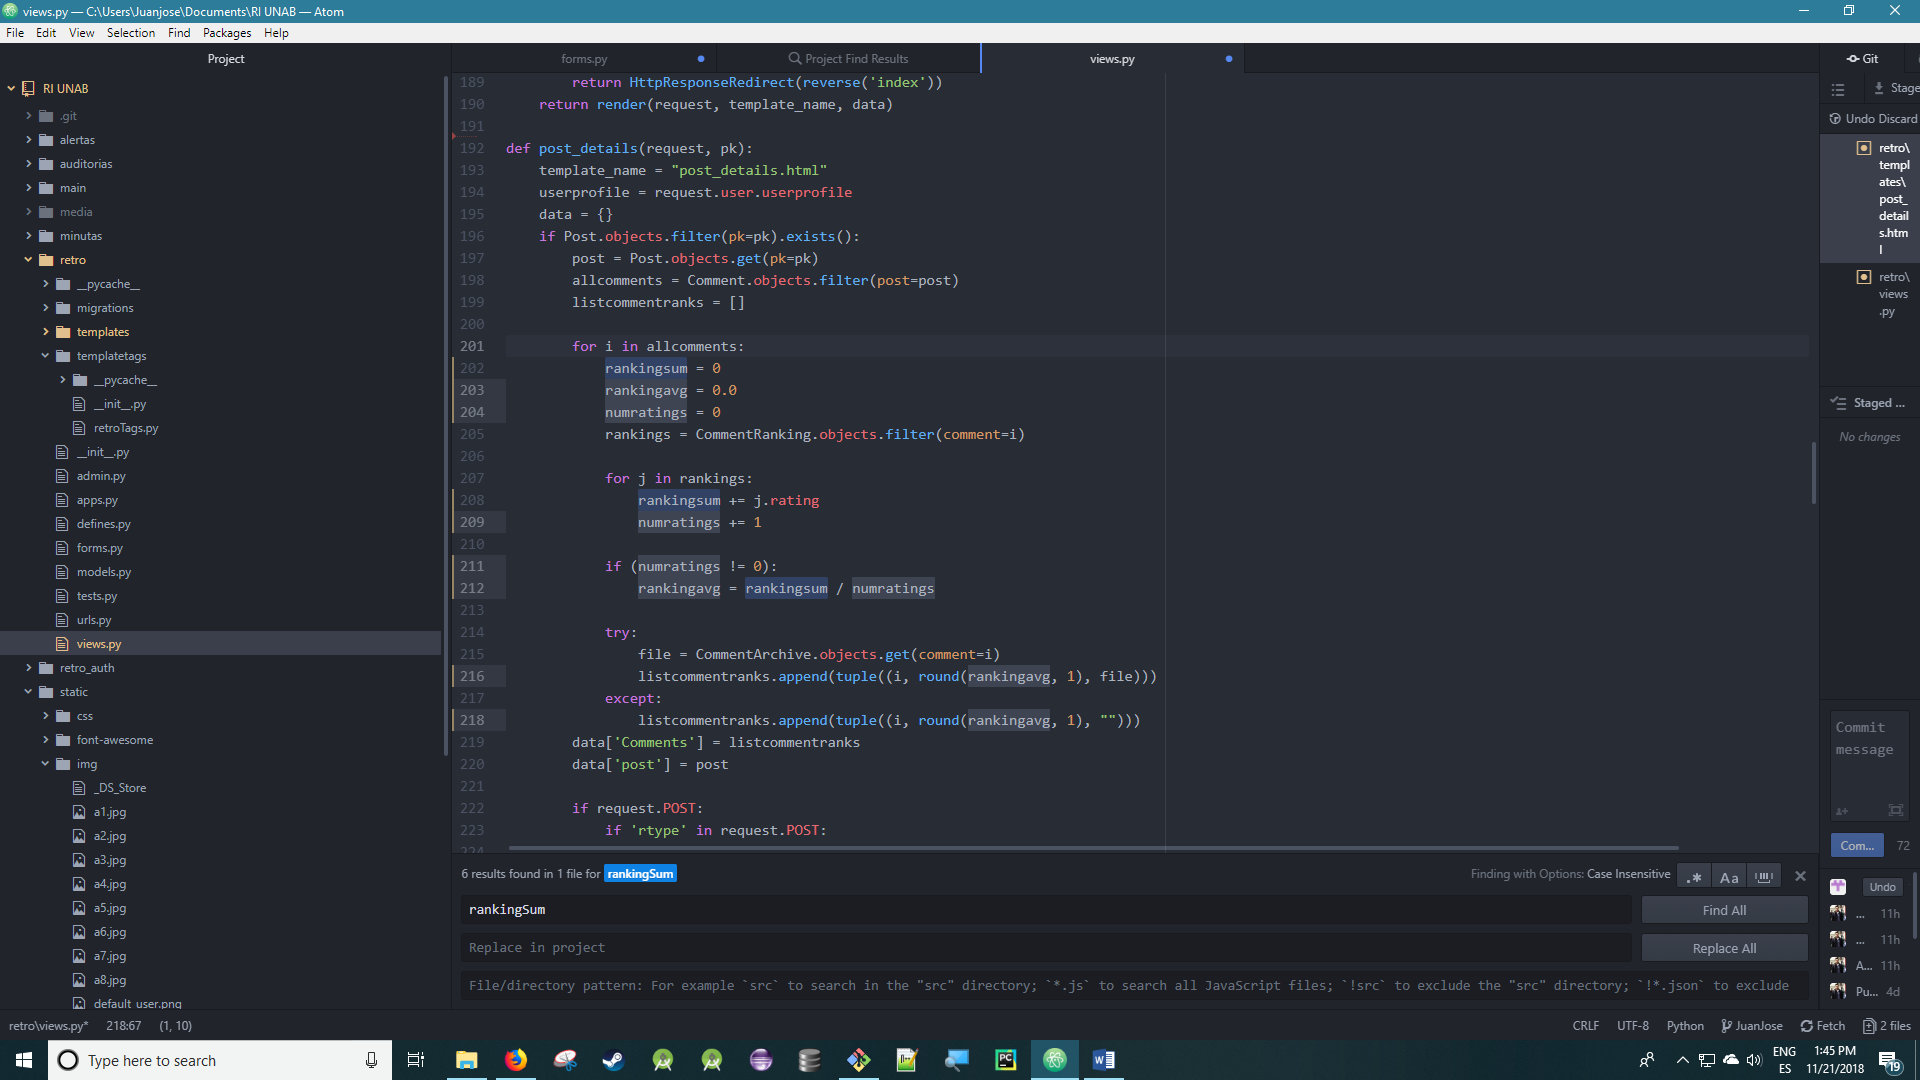 views.py — C:\Users\Juanjose\Documents\RI UNAB — Atom
File Edit View Selection Find Packages Help
Project
RI UNAB
.git
alertas
auditorias
main
media
minutas
retro
__pycache__
migrations
templates
templatetags
__pycache__
__init__.py
retroTags.py
__init__.py
admin.py
apps.py
defines.py
forms.py
models.py
tests.py
urls.py
views.py
retro_auth
static
css
font-awesome
img
_DS_Store
a1.jpg
a2.jpg
a3.jpg
a4.jpg
a5.jpg
a6.jpg
a7.jpg
a8.jpg
default_user.png
forms.py Project Find Results views.py
189 return HttpResponseRedirect(reverse('index'))
190 return render(request, template_name, data)
191
192 def post_details(request, pk):
193 template_name = "post_details.html"
194 userprofile = request.user.userprofile
195 data = {}
196 if Post.objects.filter(pk=pk).exists():
197 post = Post.objects.get(pk=pk)
198 allcomments = Comment.objects.filter(post=post)
199 listcommentranks = []
200
201 for i in allcomments:
202 rankingsum = 0
203 rankingavg = 0.0
204 numratings = 0
205 rankings = CommentRanking.objects.filter(comment=i)
206
207 for j in rankings:
208 rankingsum += j.rating
209 numratings += 1
210
211 if (numratings != 0):
212 rankingavg = rankingsum / numratings
213
214 try:
215 file = CommentArchive.objects.get(comment=i)
216 listcommentranks.append(tuple((i, round(rankingavg, 1), file)))
217 except:
218 listcommentranks.append(tuple((i, round(rankingavg, 1), "")))
219 data['Comments'] = listcommentranks
220 data['post'] = post
221
222 if request.POST:
223 if 'rtype' in request.POST:
224
6 results found in 1 file for rankingSum
Finding with Options: Case Insensitive
.* Aa
rankingSum
Find All
Replace in project
Replace All
File/directory pattern: For example `src` to search in the "src" directory; `*.js` to search all JavaScript files; `!src` to exclude the "src" directory; `!*.json` to exclude
Git
Stage
Undo Discard
retro\
templ
ates\
post_
detail
s.htm
l
retro\
views
.py
Staged ...
No changes
Commit
message
Com... 72
Undo
... 11h
... 11h
A... 11h
Pu... 4d
retro\views.py* 218:67 (1, 10)
CRLF UTF-8 Python JuanJose Fetch 2 files
Type here to search
ENG
ES
1:45 PM
11/21/2018
19